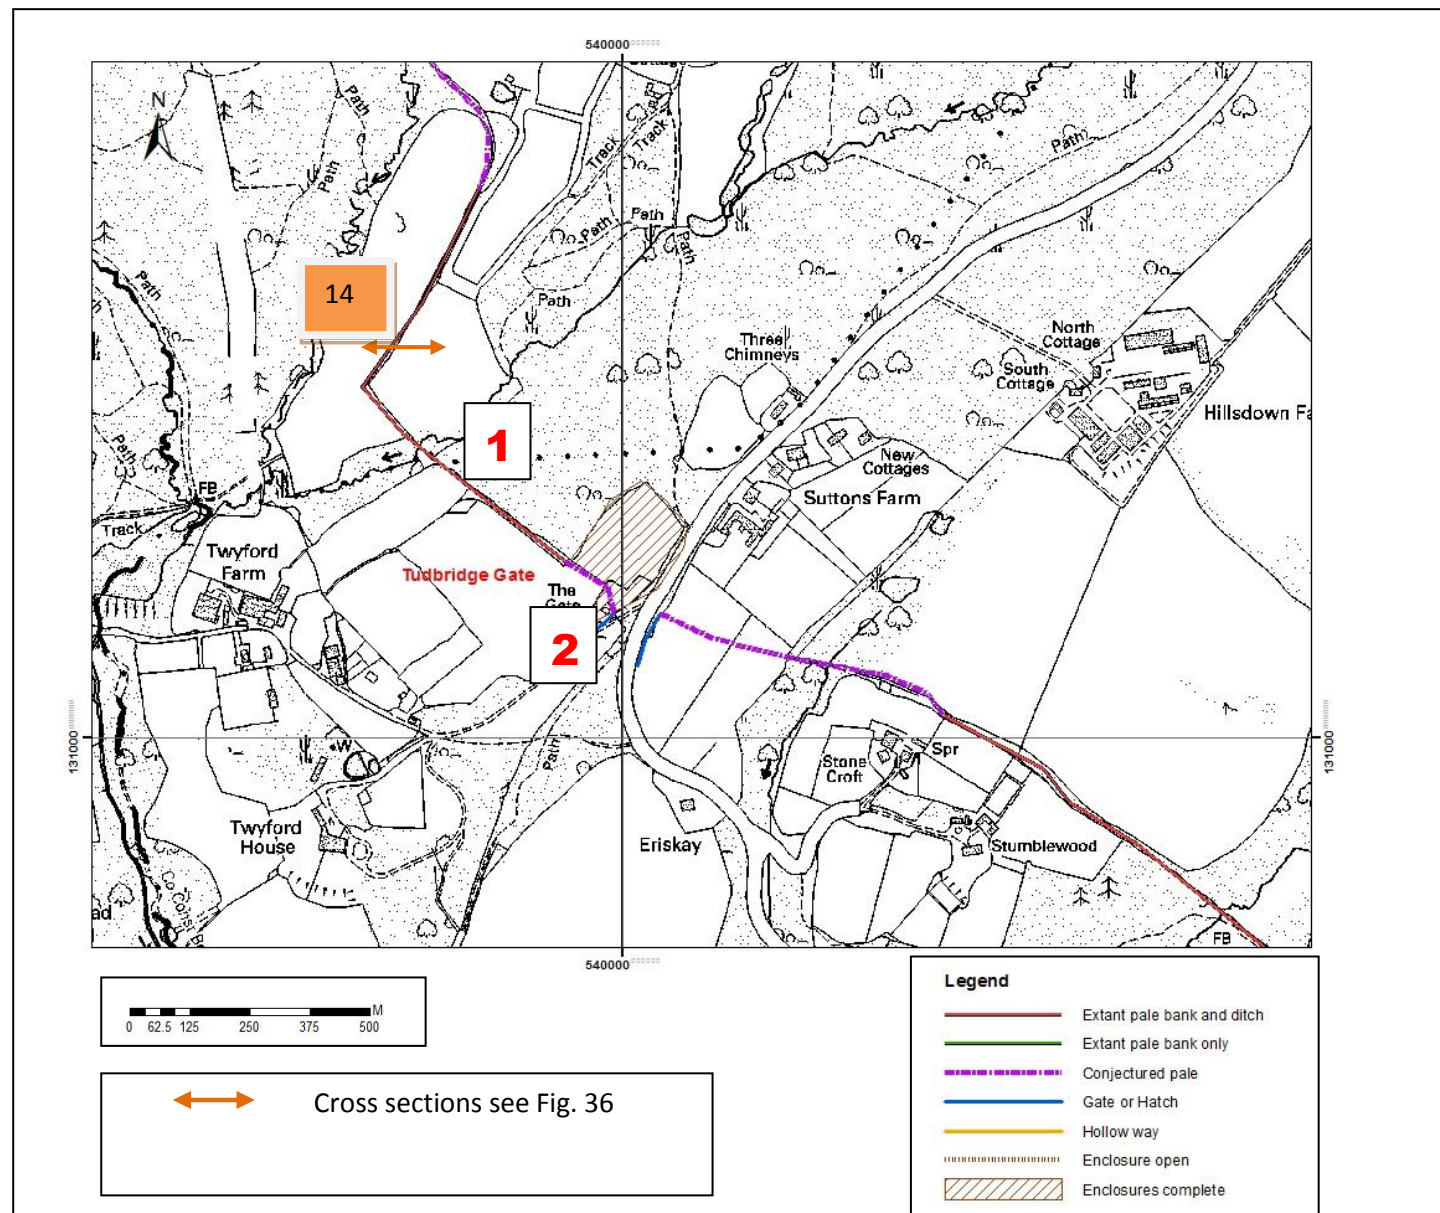 540000
N
Path
Path
Track
Track
Path
Path
Path
Path
Path
Path
Path
14
Three
Chimneys
North
Cottage
South
Cottage
Hillsdown Fa
1
New
Cottages
Suttons Farm
Path
FB
Track
Twyford
Farm
Tudbridge Gate
The
Gate
2
131000
131000
W
Path
Stone
Croft
Spr
Twyford
House
Eriskay
Stumblewood
ad
FB
540000
M
0 62.5 125 250 375 500
Cross sections see Fig. 36
Legend
Extant pale bank and ditch
Extant pale bank only
Conjectured pale
Gate or Hatch
Hollow way
Enclosure open
Enclosures complete